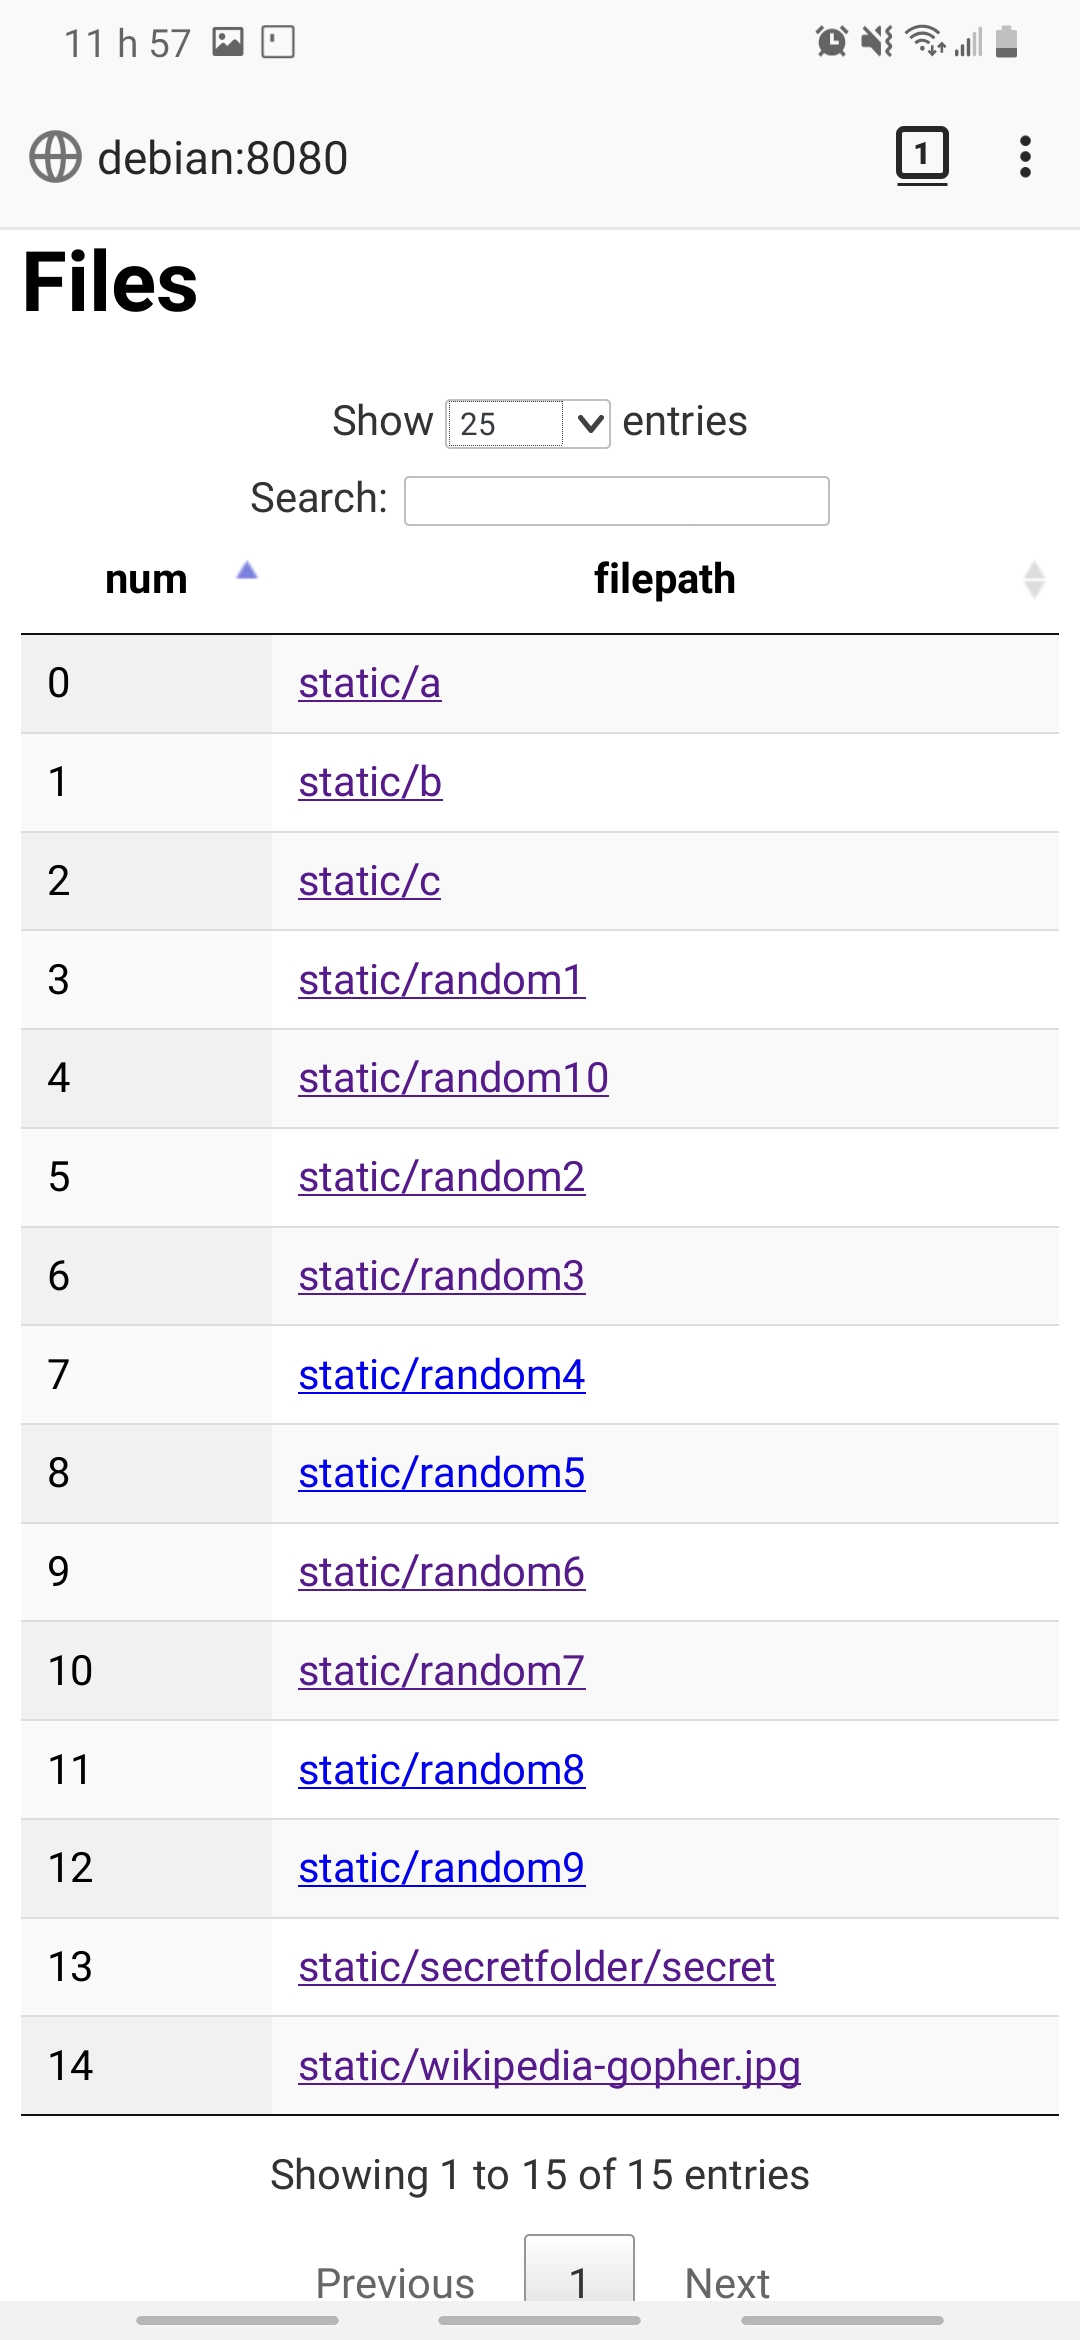 11 h 57
debian:8080
1
Files
Show 25 entries
Search:
num filepath
0 static/a
1 static/b
2 static/c
3 static/random1
4 static/random10
5 static/random2
6 static/random3
7 static/random4
8 static/random5
9 static/random6
10 static/random7
11 static/random8
12 static/random9
13 static/secretfolder/secret
14 static/wikipedia-gopher.jpg
Showing 1 to 15 of 15 entries
Previous 1 Next